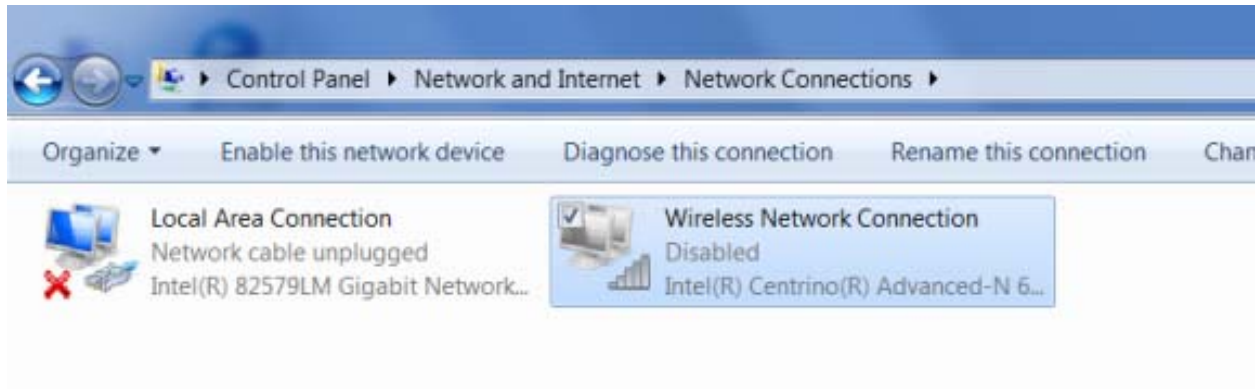 Control Panel Network and Internet Network Connections
Organize Enable this network device Diagnose this connection Rename this connection Chan
Local Area Connection
Network cable unplugged
Intel(R) 82579LM Gigabit Network...
Wireless Network Connection
Disabled
Intel(R) Centrino(R) Advanced-N 6...